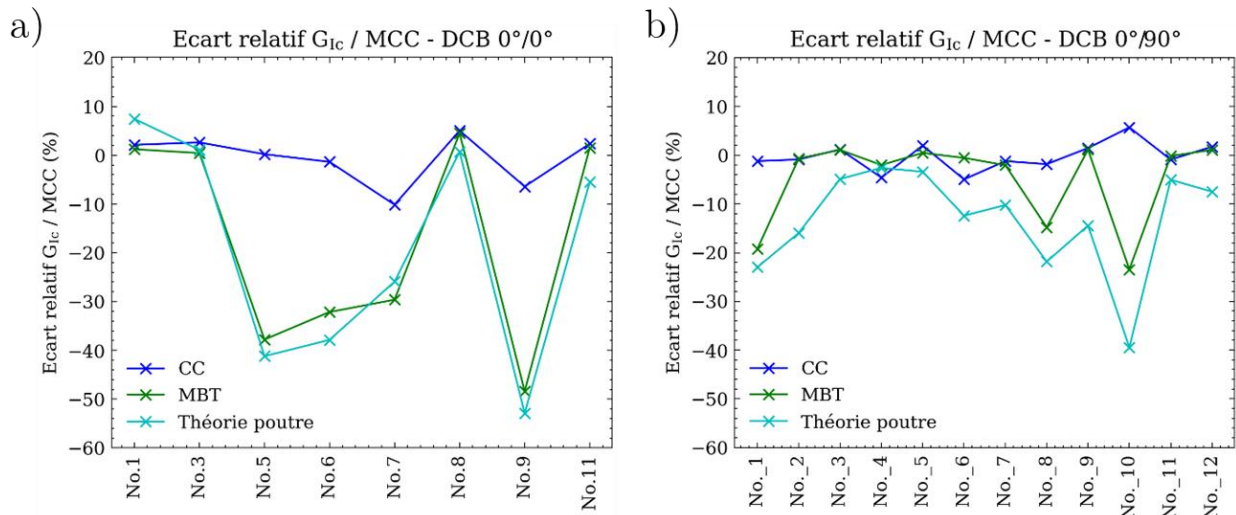 a)
Ecart relatif G_Ic / MCC - DCB 0°/0°
Ecart relatif G_Ic / MCC (%)
20
10
0
−10
−20
−30
−40
−50
−60
CC
MBT
Théorie poutre
No.1
No.3
No.5
No.6
No.7
No.8
No.9
No.11
b)
Ecart relatif G_Ic / MCC - DCB 0°/90°
Ecart relatif G_Ic / MCC (%)
20
10
0
−10
−20
−30
−40
−50
−60
CC
MBT
Théorie poutre
No._1
No._2
No._3
No._4
No._5
No._6
No._7
No._8
No._9
No._10
No._11
No._12